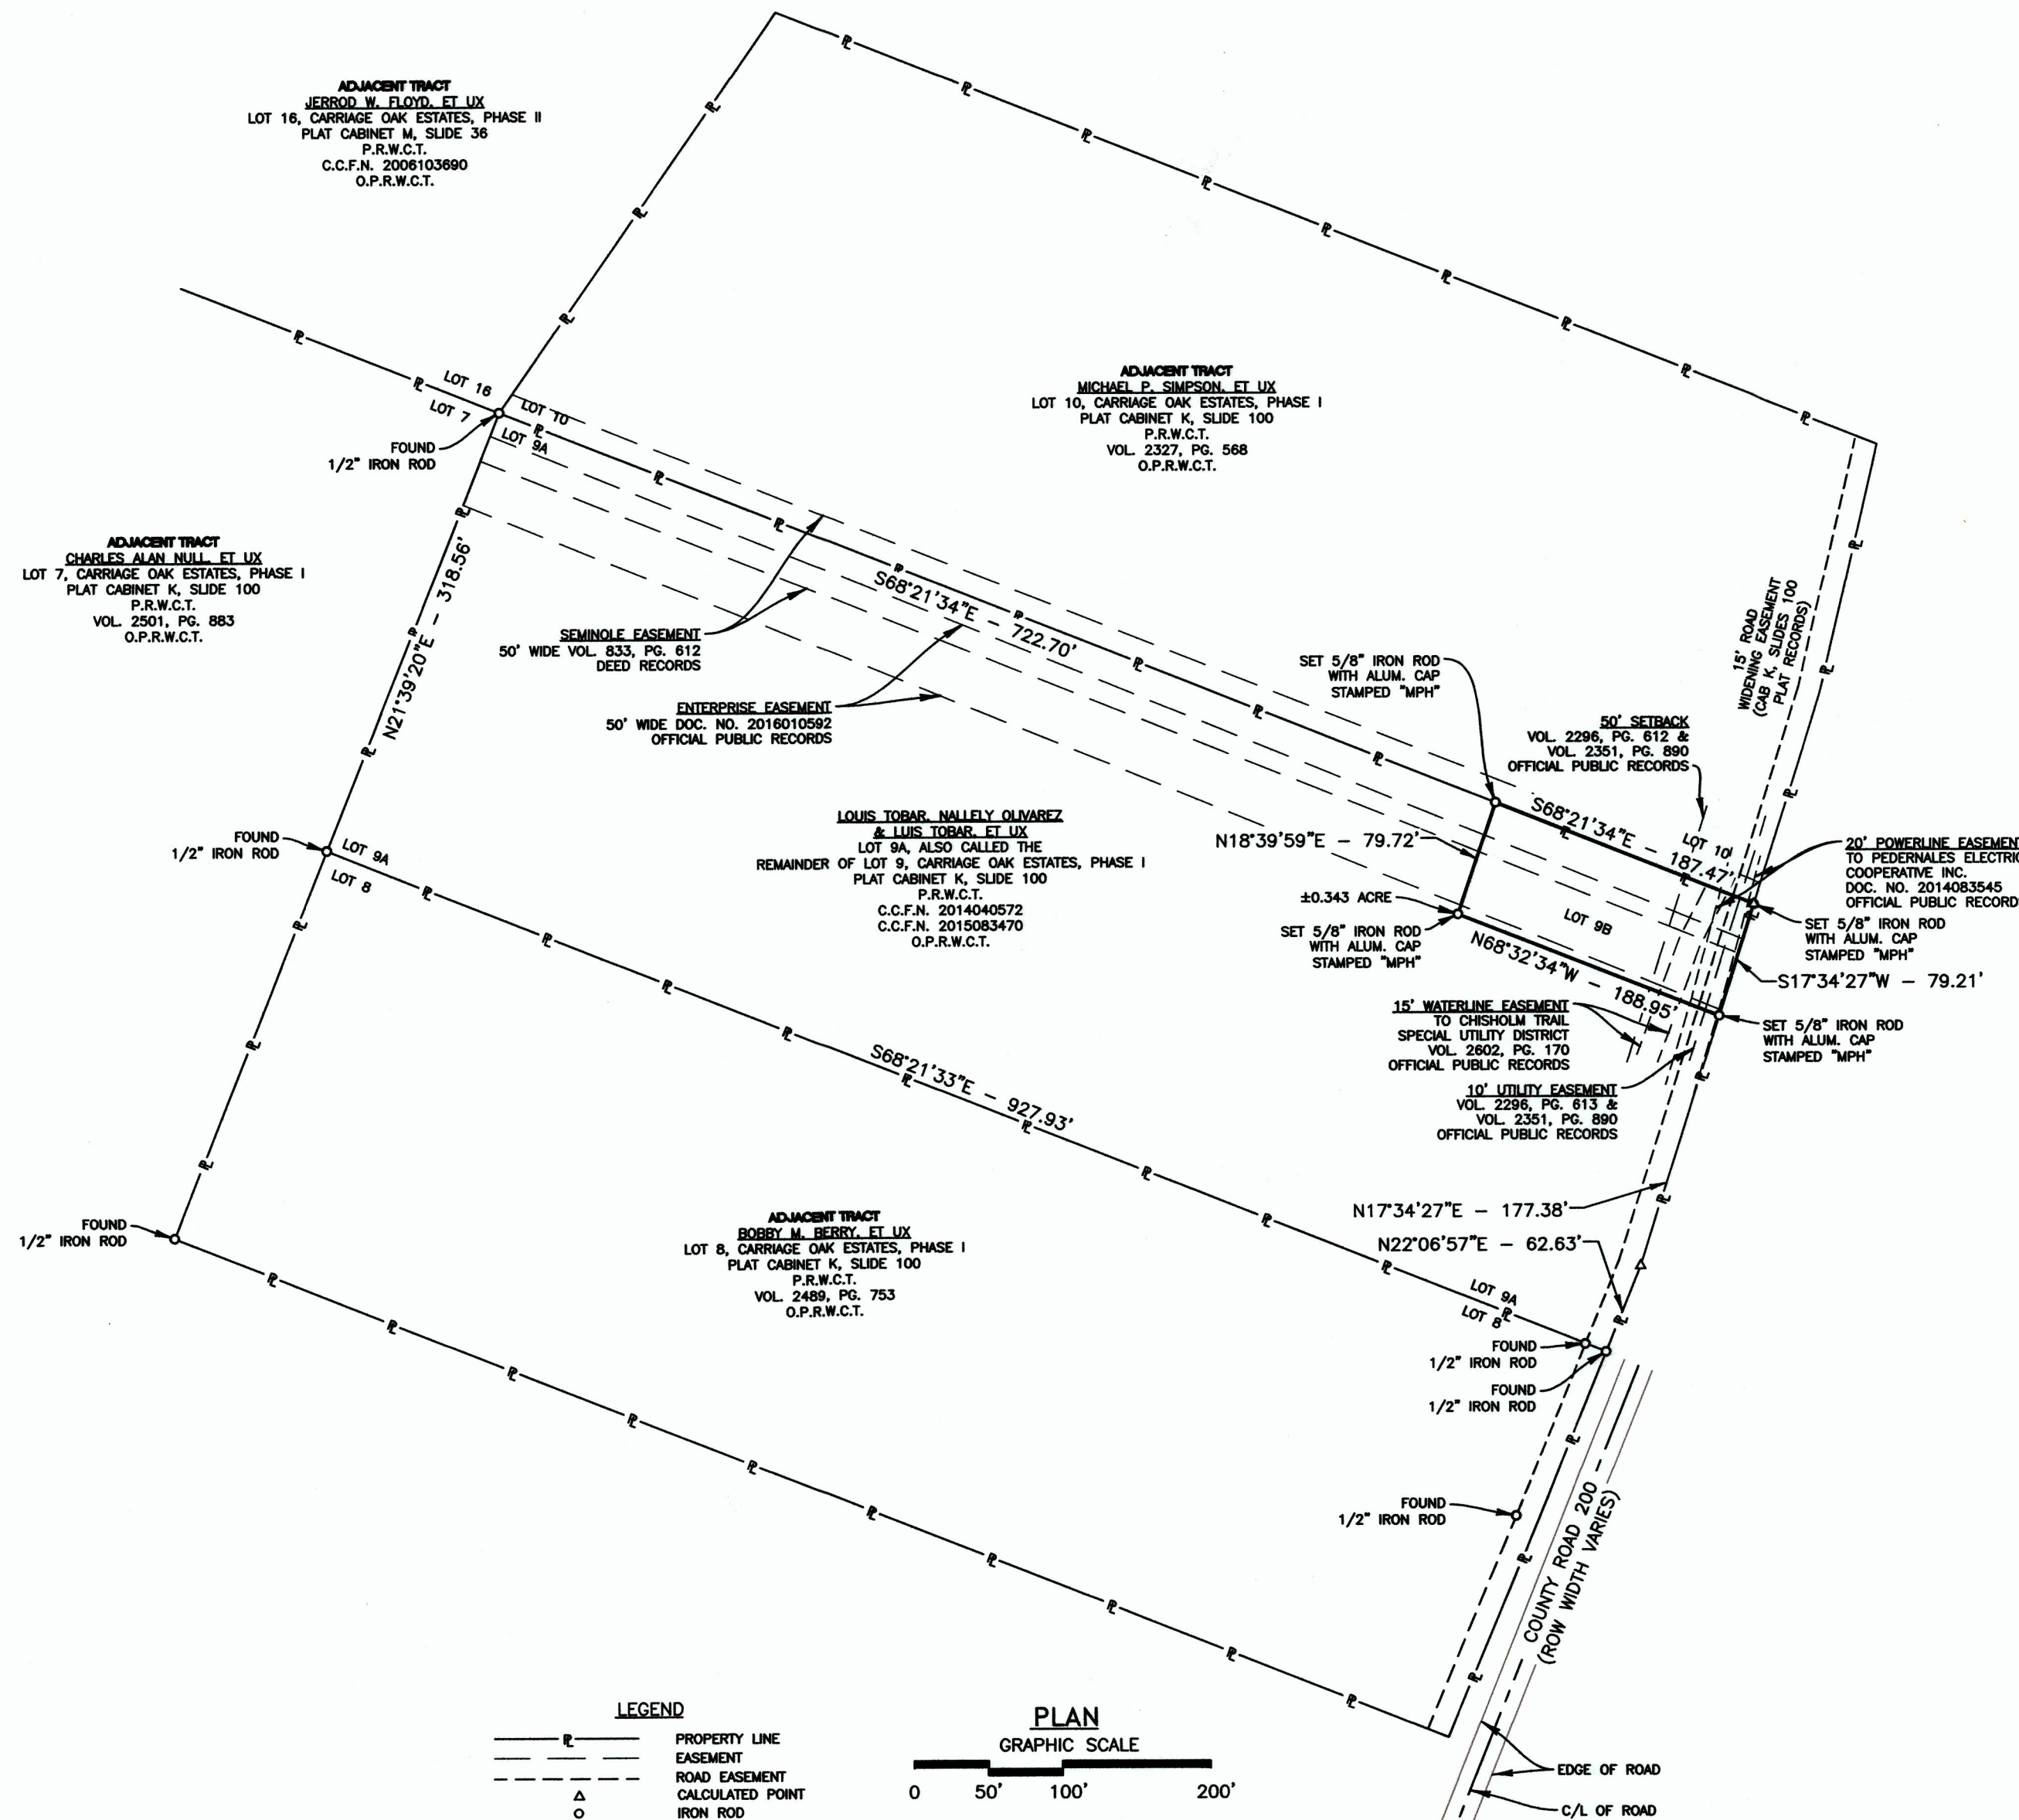 ADJACENT TRACT
JERROD W. FLOYD, ET UX
LOT 16, CARRIAGE OAK ESTATES, PHASE II
PLAT CABINET M, SLIDE 36
P.R.W.C.T.
C.C.F.N. 2006103690
O.P.R.W.C.T.
LOT 16
LOT 7
LOT 10
LOT 9A
FOUND
1/2" IRON ROD
ADJACENT TRACT
MICHAEL P. SIMPSON, ET UX
LOT 10, CARRIAGE OAK ESTATES, PHASE I
PLAT CABINET K, SLIDE 100
P.R.W.C.T.
VOL. 2327, PG. 568
O.P.R.W.C.T.
ADJACENT TRACT
CHARLES ALAN NULL, ET UX
LOT 7, CARRIAGE OAK ESTATES, PHASE I
PLAT CABINET K, SLIDE 100
P.R.W.C.T.
VOL. 2501, PG. 883
O.P.R.W.C.T.
N21°39'20"E - 318.56'
S68°21'34"E - 722.70'
SEMINOLE EASEMENT
50' WIDE VOL. 833, PG. 612
DEED RECORDS
ENTERPRISE EASEMENT
50' WIDE DOC. NO. 2016010592
OFFICIAL PUBLIC RECORDS
15' ROAD
WIDENING EASEMENT
(CAB K, SLIDES 100
PLAT RECORDS)
SET 5/8" IRON ROD
WITH ALUM. CAP
STAMPED "MPH"
50' SETBACK
VOL. 2296, PG. 612 &
VOL. 2351, PG. 890
OFFICIAL PUBLIC RECORDS
S68°21'34"E - 187.47'
LOT 10
N18°39'59"E - 79.72'
20' POWERLINE EASEMENT
TO PEDERNALES ELECTRIC
COOPERATIVE INC.
DOC. NO. 2014083545
OFFICIAL PUBLIC RECORDS
±0.343 ACRE
LOT 9B
SET 5/8" IRON ROD
WITH ALUM. CAP
STAMPED "MPH"
SET 5/8" IRON ROD
WITH ALUM. CAP
STAMPED "MPH"
N68°32'34"W - 188.95'
S17°34'27"W - 79.21'
SET 5/8" IRON ROD
WITH ALUM. CAP
STAMPED "MPH"
LOUIS TOBAR, NALLELY OLIVAREZ
& LUIS TOBAR, ET UX
LOT 9A, ALSO CALLED THE
REMAINDER OF LOT 9, CARRIAGE OAK ESTATES, PHASE I
PLAT CABINET K, SLIDE 100
P.R.W.C.T.
C.C.F.N. 2014040572
C.C.F.N. 2015083470
O.P.R.W.C.T.
FOUND
1/2" IRON ROD
LOT 9A
LOT 8
15' WATERLINE EASEMENT
TO CHISHOLM TRAIL
SPECIAL UTILITY DISTRICT
VOL. 2602, PG. 170
OFFICIAL PUBLIC RECORDS
10' UTILITY EASEMENT
VOL. 2296, PG. 613 &
VOL. 2351, PG. 890
OFFICIAL PUBLIC RECORDS
S68°21'33"E - 927.93'
N17°34'27"E - 177.38'
N22°06'57"E - 62.63'
FOUND
1/2" IRON ROD
ADJACENT TRACT
BOBBY M. BERRY, ET UX
LOT 8, CARRIAGE OAK ESTATES, PHASE I
PLAT CABINET K, SLIDE 100
P.R.W.C.T.
VOL. 2489, PG. 753
O.P.R.W.C.T.
LOT 9A
LOT 8
FOUND
1/2" IRON ROD
FOUND
1/2" IRON ROD
FOUND
1/2" IRON ROD
COUNTY ROAD 200
(ROW WIDTH VARIES)
EDGE OF ROAD
C/L OF ROAD
LEGEND
PROPERTY LINE
EASEMENT
ROAD EASEMENT
CALCULATED POINT
IRON ROD
PLAN
GRAPHIC SCALE
0 50' 100' 200'